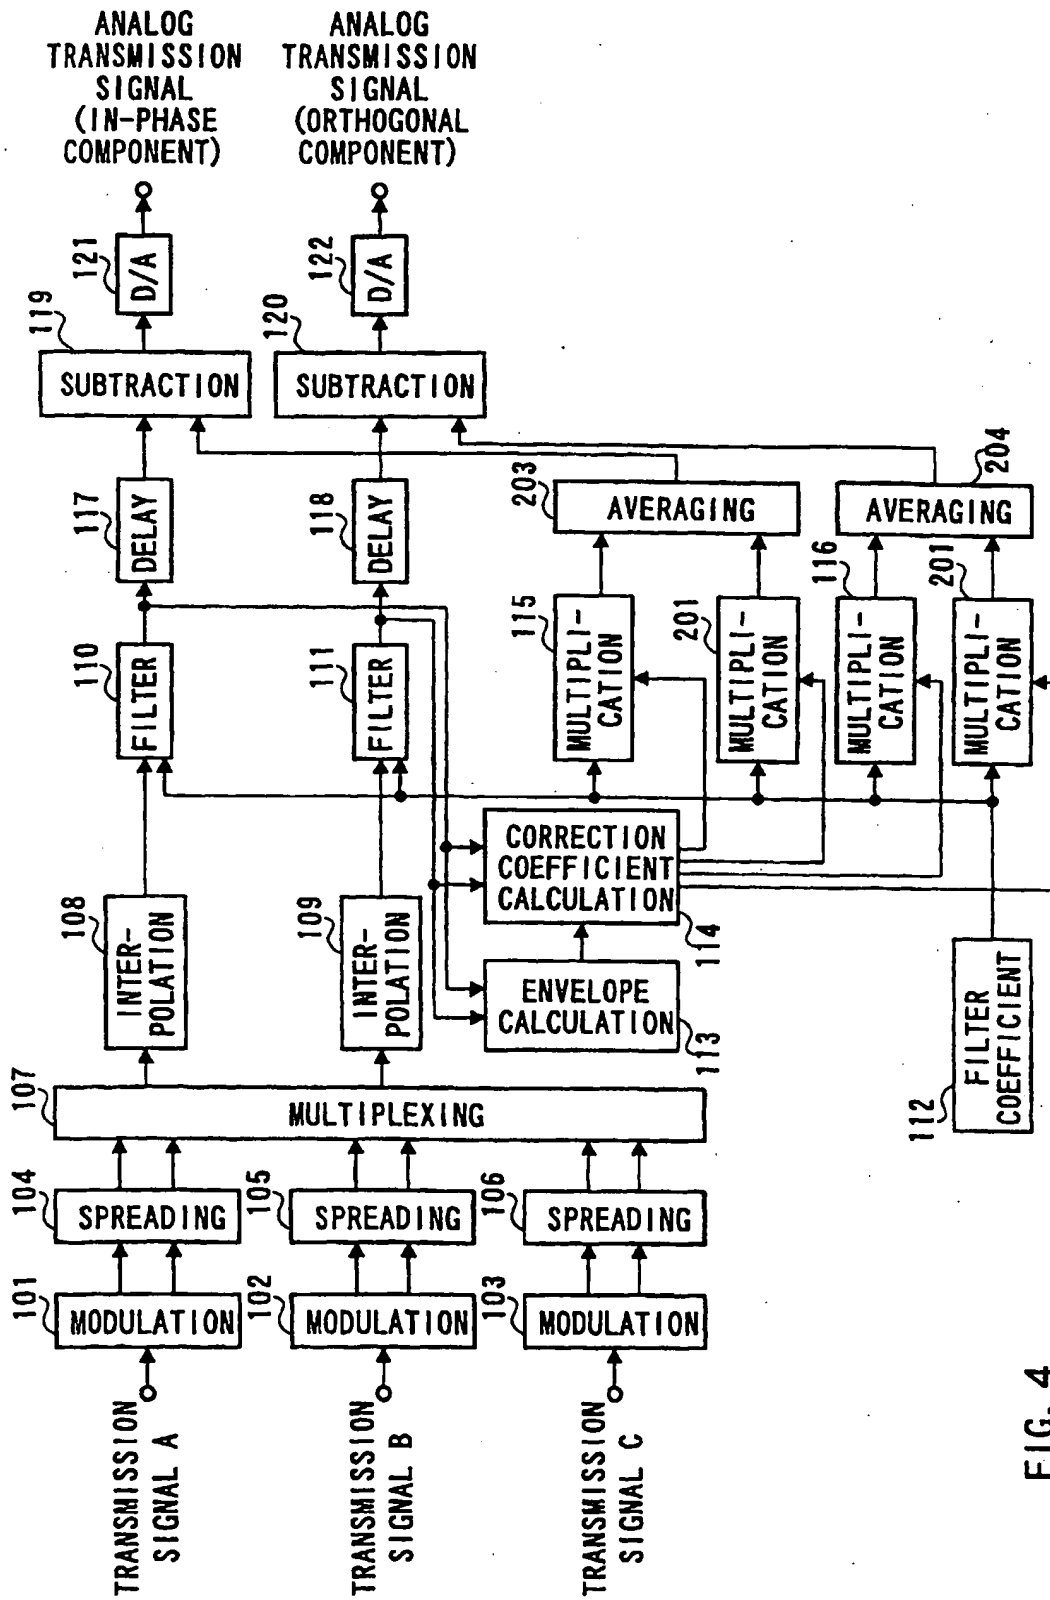 TRANSMISSION
SIGNAL A
TRANSMISSION
SIGNAL B
TRANSMISSION
SIGNAL C
101
MODULATION
102
MODULATION
103
MODULATION
104
SPREADING
105
SPREADING
106
SPREADING
107
MULTIPLEXING
108
INTER-
POLATION
109
INTER-
POLATION
110
FILTER
111
FILTER
117
DELAY
118
DELAY
119
SUBTRACTION
120
SUBTRACTION
121
D/A
122
D/A
ANALOG
TRANSMISSION
SIGNAL
(IN-PHASE
COMPONENT)
ANALOG
TRANSMISSION
SIGNAL
(ORTHOGONAL
COMPONENT)
ENVELOPE
CALCULATION
113
CORRECTION
COEFFICIENT
CALCULATION
114
115
MULTIPLI-
CATION
201
MULTIPLI-
CATION
116
MULTIPLI-
CATION
201
MULTIPLI-
CATION
203
AVERAGING
AVERAGING
204
112
FILTER
COEFFICIENT
FIG. 4